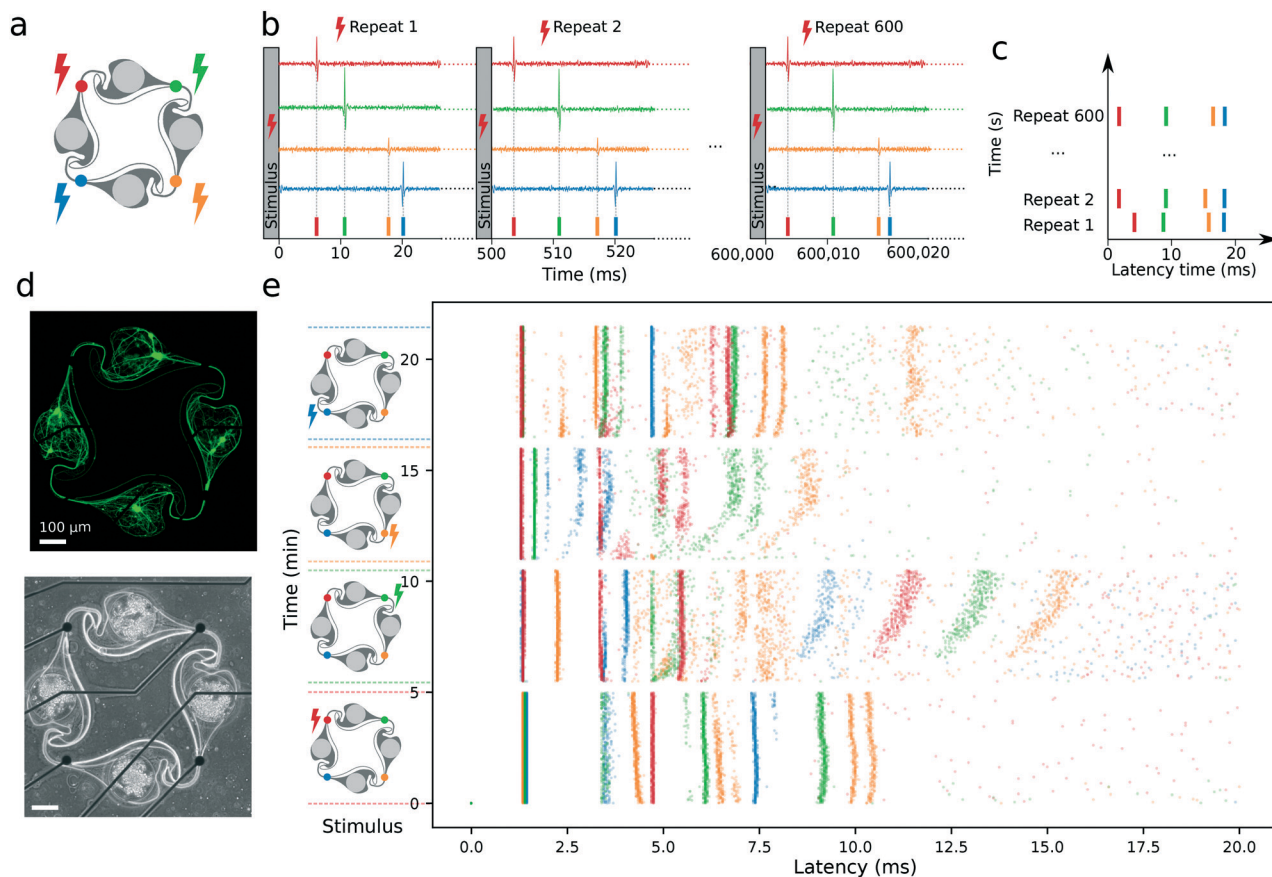 a
b
Repeat 1
Repeat 2
Repeat 600
Stimulus
Stimulus
Stimulus
...
0
10
20
500
510
520
600,000
600,010
600,020
Time (ms)
c
Time (s)
Repeat 600
...
...
Repeat 2
Repeat 1
0
10
20
Latency time (ms)
d
100 µm
e
Time (min)
20
15
10
5
0
Stimulus
0.0
2.5
5.0
7.5
10.0
12.5
15.0
17.5
20.0
Latency (ms)